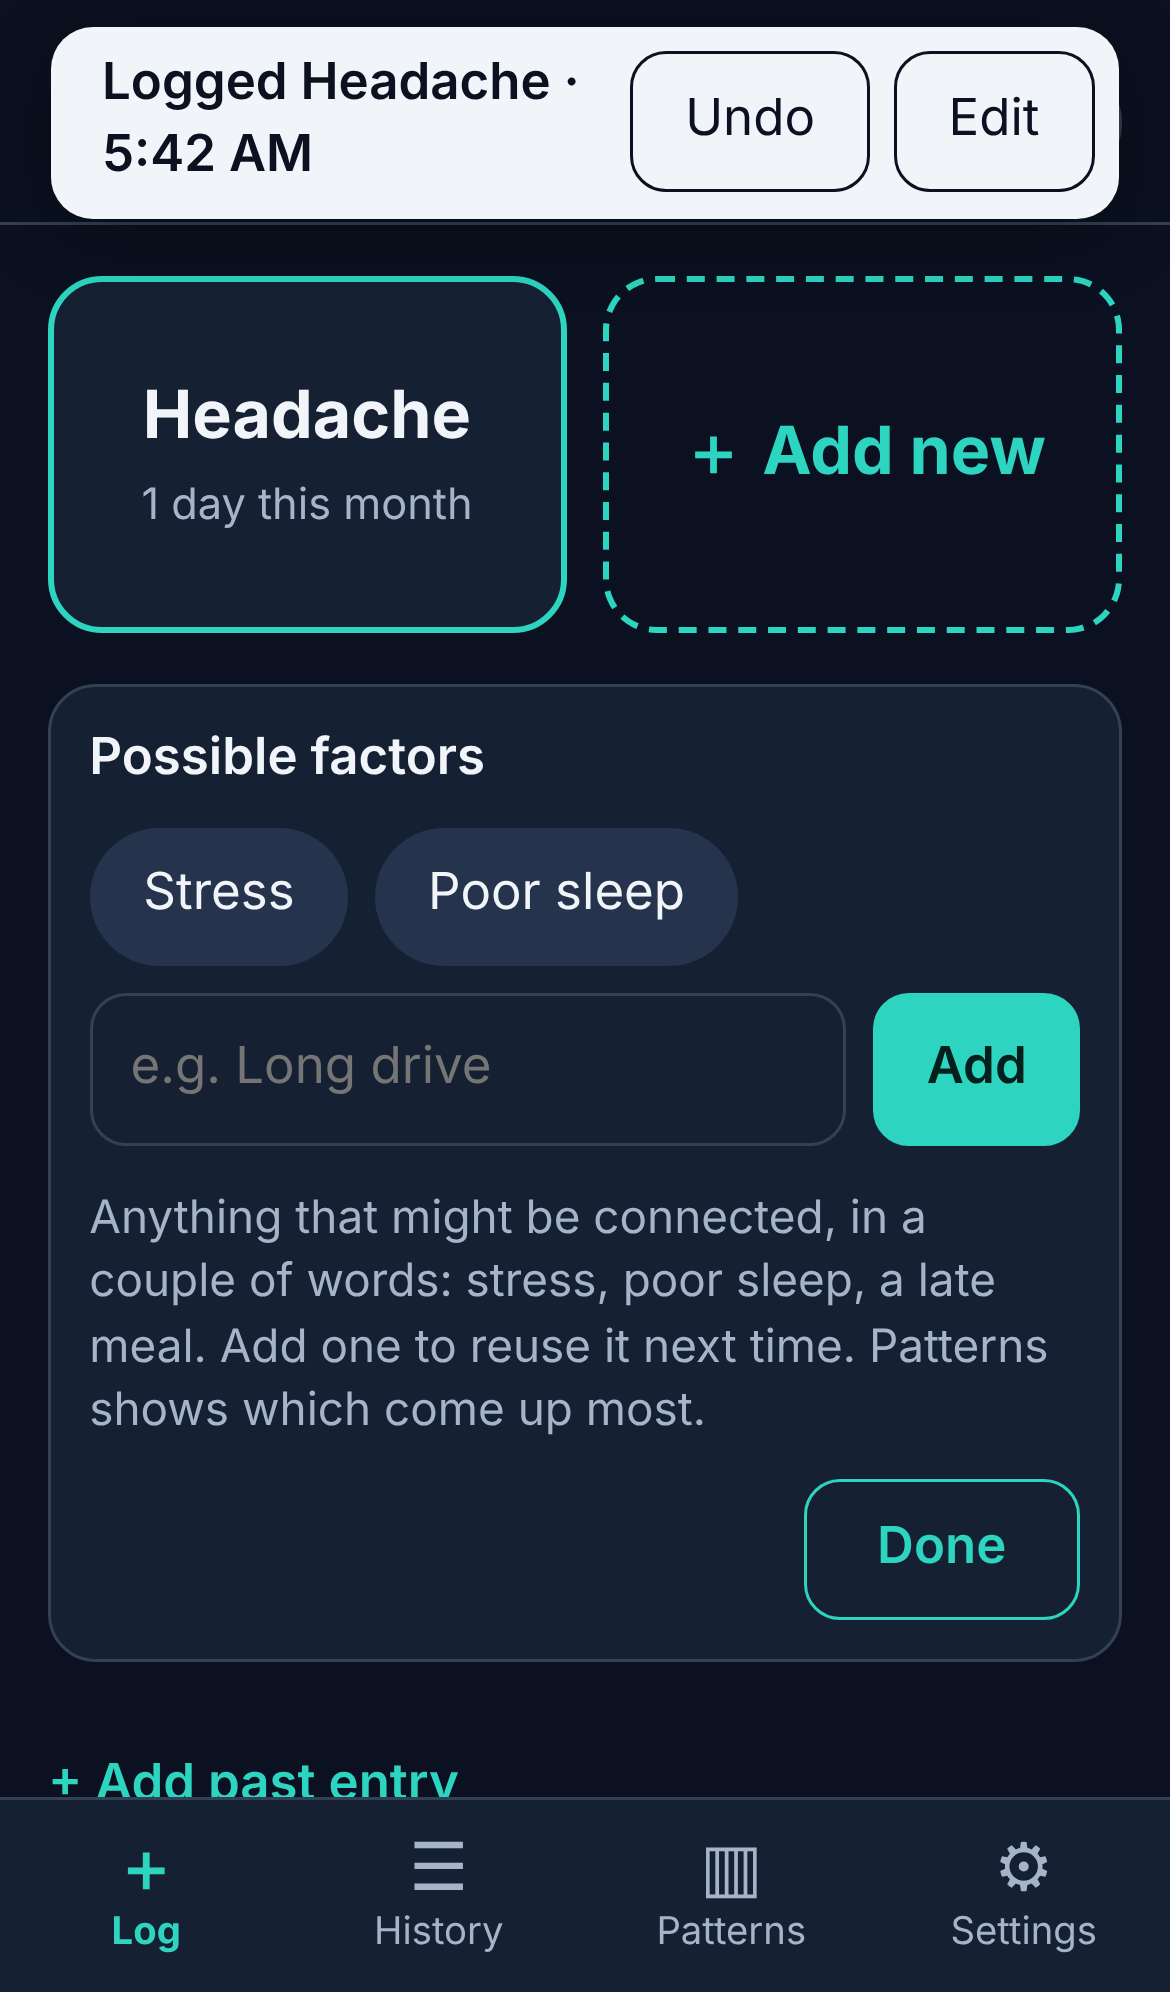 Logged Headache ·
5:42 AM
Undo
Edit
Headache
1 day this month
+ Add new
Possible factors
Stress
Poor sleep
e.g. Long drive
Add
Anything that might be connected, in a
couple of words: stress, poor sleep, a late
meal. Add one to reuse it next time. Patterns
shows which come up most.
Done
+ Add past entry
Log
History
Patterns
Settings